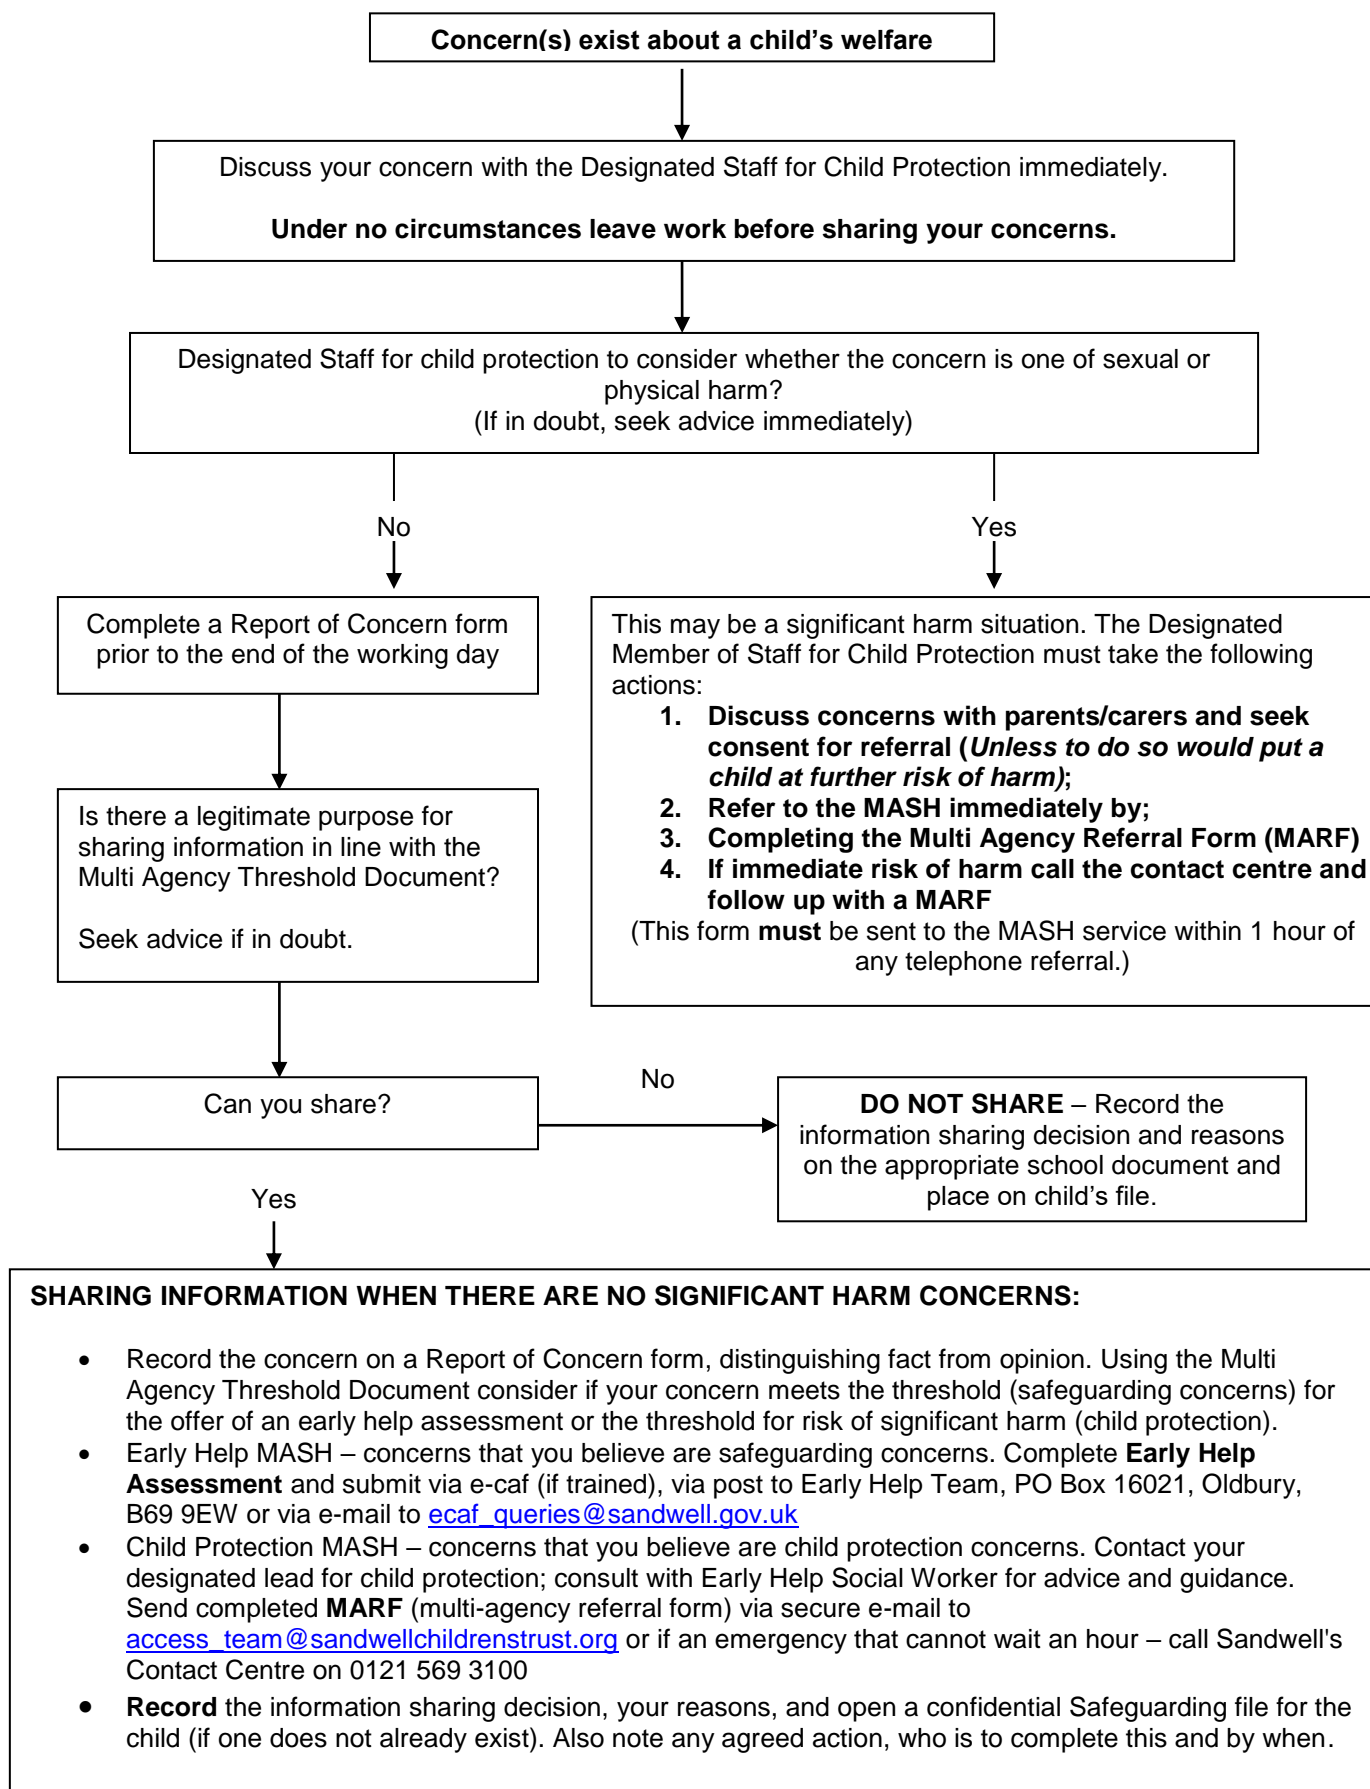 Concern(s) exist about a child's welfare
Discuss your concern with the Designated Staff for Child Protection immediately.
Under no circumstances leave work before sharing your concerns.
Designated Staff for child protection to consider whether the concern is one of sexual or
physical harm?
(If in doubt, seek advice immediately)
No
Yes
Complete a Report of Concern form
prior to the end of the working day
This may be a significant harm situation. The Designated
Member of Staff for Child Protection must take the following
actions:
1. Discuss concerns with parents/carers and seek
consent for referral (Unless to do so would put a
child at further risk of harm);
2. Refer to the MASH immediately by;
3. Completing the Multi Agency Referral Form (MARF)
4. If immediate risk of harm call the contact centre and
follow up with a MARF
(This form must be sent to the MASH service within 1 hour of
any telephone referral.)
Is there a legitimate purpose for
sharing information in line with the
Multi Agency Threshold Document?
Seek advice if in doubt.
Can you share?
No
DO NOT SHARE – Record the
information sharing decision and reasons
on the appropriate school document and
place on child's file.
Yes
SHARING INFORMATION WHEN THERE ARE NO SIGNIFICANT HARM CONCERNS:
• Record the concern on a Report of Concern form, distinguishing fact from opinion. Using the Multi
Agency Threshold Document consider if your concern meets the threshold (safeguarding concerns) for
the offer of an early help assessment or the threshold for risk of significant harm (child protection).
• Early Help MASH – concerns that you believe are safeguarding concerns. Complete Early Help
Assessment and submit via e-caf (if trained), via post to Early Help Team, PO Box 16021, Oldbury,
B69 9EW or via e-mail to ecaf_queries@sandwell.gov.uk
• Child Protection MASH – concerns that you believe are child protection concerns. Contact your
designated lead for child protection; consult with Early Help Social Worker for advice and guidance.
Send completed MARF (multi-agency referral form) via secure e-mail to
access_team@sandwellchildrenstrust.org or if an emergency that cannot wait an hour – call Sandwell's
Contact Centre on 0121 569 3100
• Record the information sharing decision, your reasons, and open a confidential Safeguarding file for the
child (if one does not already exist). Also note any agreed action, who is to complete this and by when.